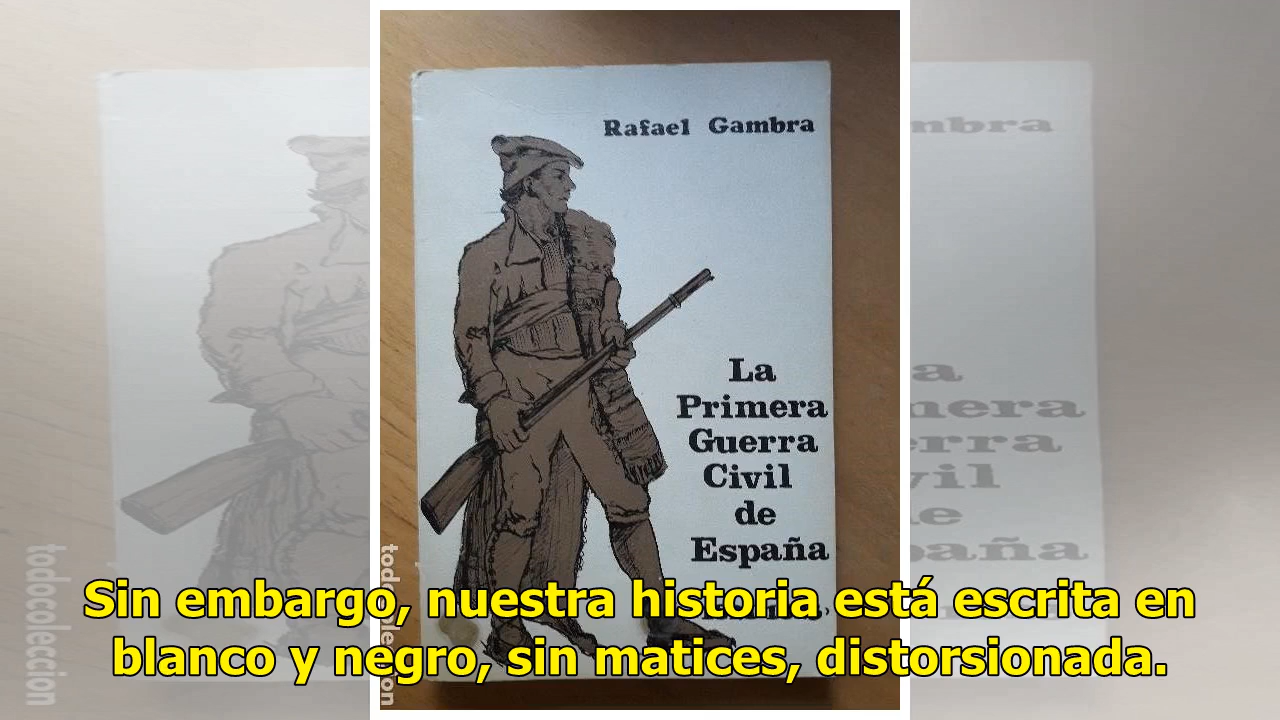 Rafael Gambra
La
Primera
Guerra
Civil
de
España
Sin embargo, nuestra historia está escrita en
blanco y negro, sin matices, distorsionada.
todocoleccion